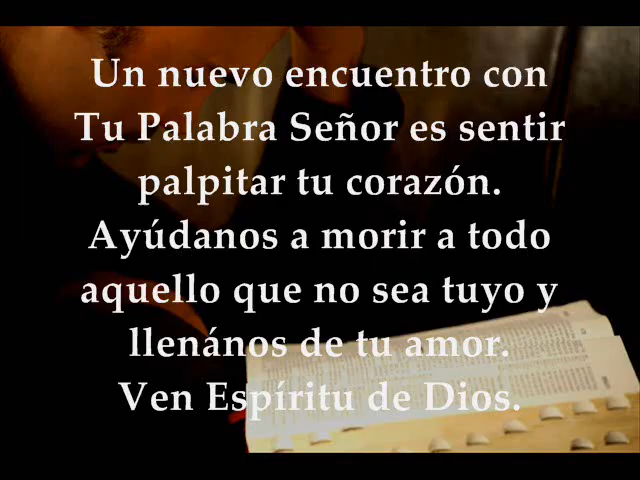 Un nuevo encuentro con
Tu Palabra Señor es sentir
palpitar tu corazón.
Ayúdanos a morir a todo
aquello que no sea tuyo y
llenános de tu amor.
Ven Espíritu de Dios.